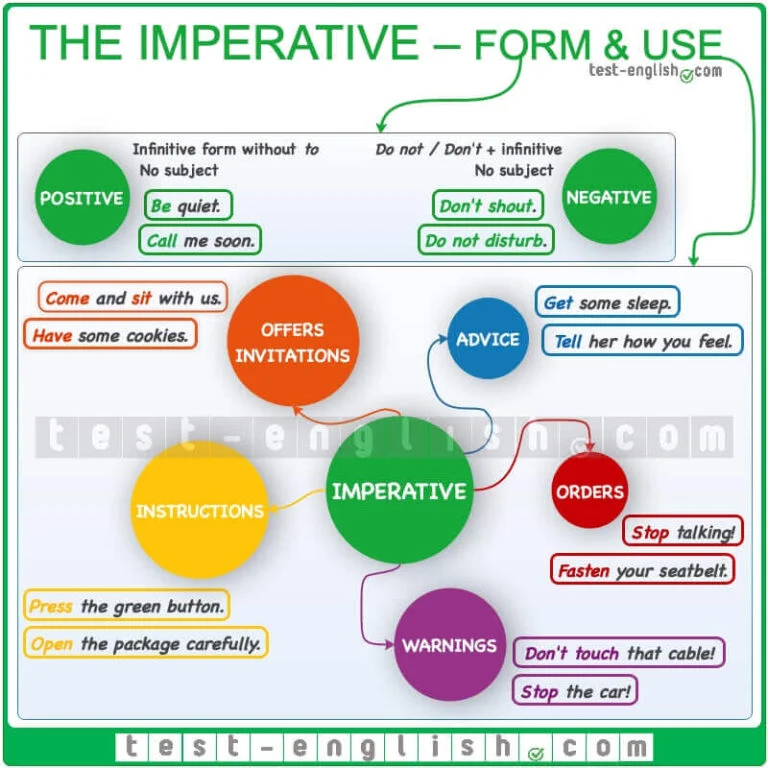 THE IMPERATIVE – FORM & USE
test-english.com
Infinitive form without to
No subject
POSITIVE
Be quiet.
Call me soon.
Do not / Don't + infinitive
No subject
NEGATIVE
Don't shout.
Do not disturb.
Come and sit with us.
Have some cookies.
OFFERS
INVITATIONS
ADVICE
Get some sleep.
Tell her how you feel.
test-english.com
IMPERATIVE
INSTRUCTIONS
Press the green button.
Open the package carefully.
ORDERS
Stop talking!
Fasten your seatbelt.
WARNINGS
Don't touch that cable!
Stop the car!
test-english.com